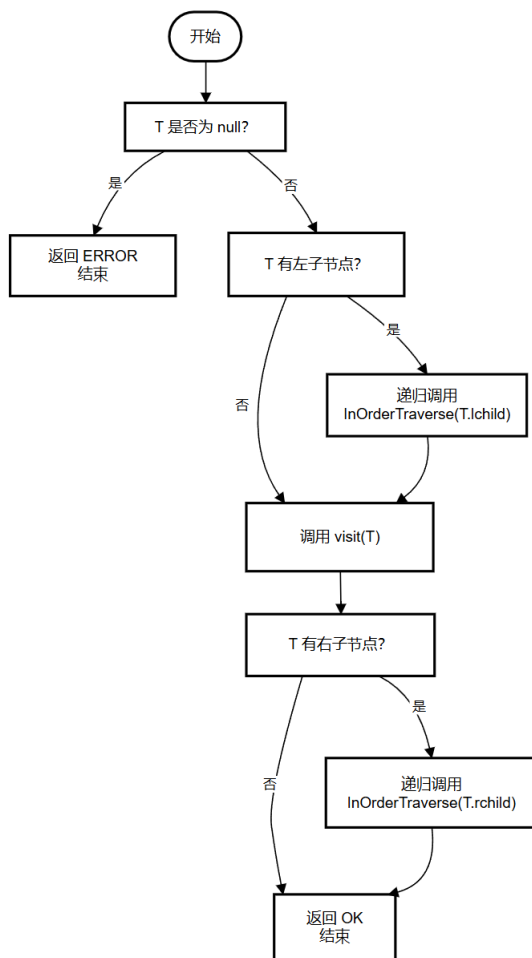 开始
T 是否为 null?
是
否
返回 ERROR
结束
T 有左子节点?
是
否
递归调用
InOrderTraverse(T.lchild)
调用 visit(T)
T 有右子节点?
是
否
递归调用
InOrderTraverse(T.rchild)
返回 OK
结束